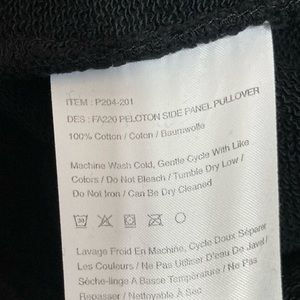 ITEM : P204-201
DES : FA220 PELOTON SIDE PANEL PULLOVER
100% Cotton / Coton / Baumwolle
Machine Wash Cold, Gentle Cycle With Like
Colors / Do Not Bleach / Tumble Dry Low /
Do Not Iron / Can Be Dry Cleaned
Lavage Froid En Machine, Cycle Doux Séparer
Les Couleurs / Ne Pas Utiliser D'Eau De Javel /
Séche-linge A Basse Température / Ne Pas
Repasser / Nettoyable À Sec